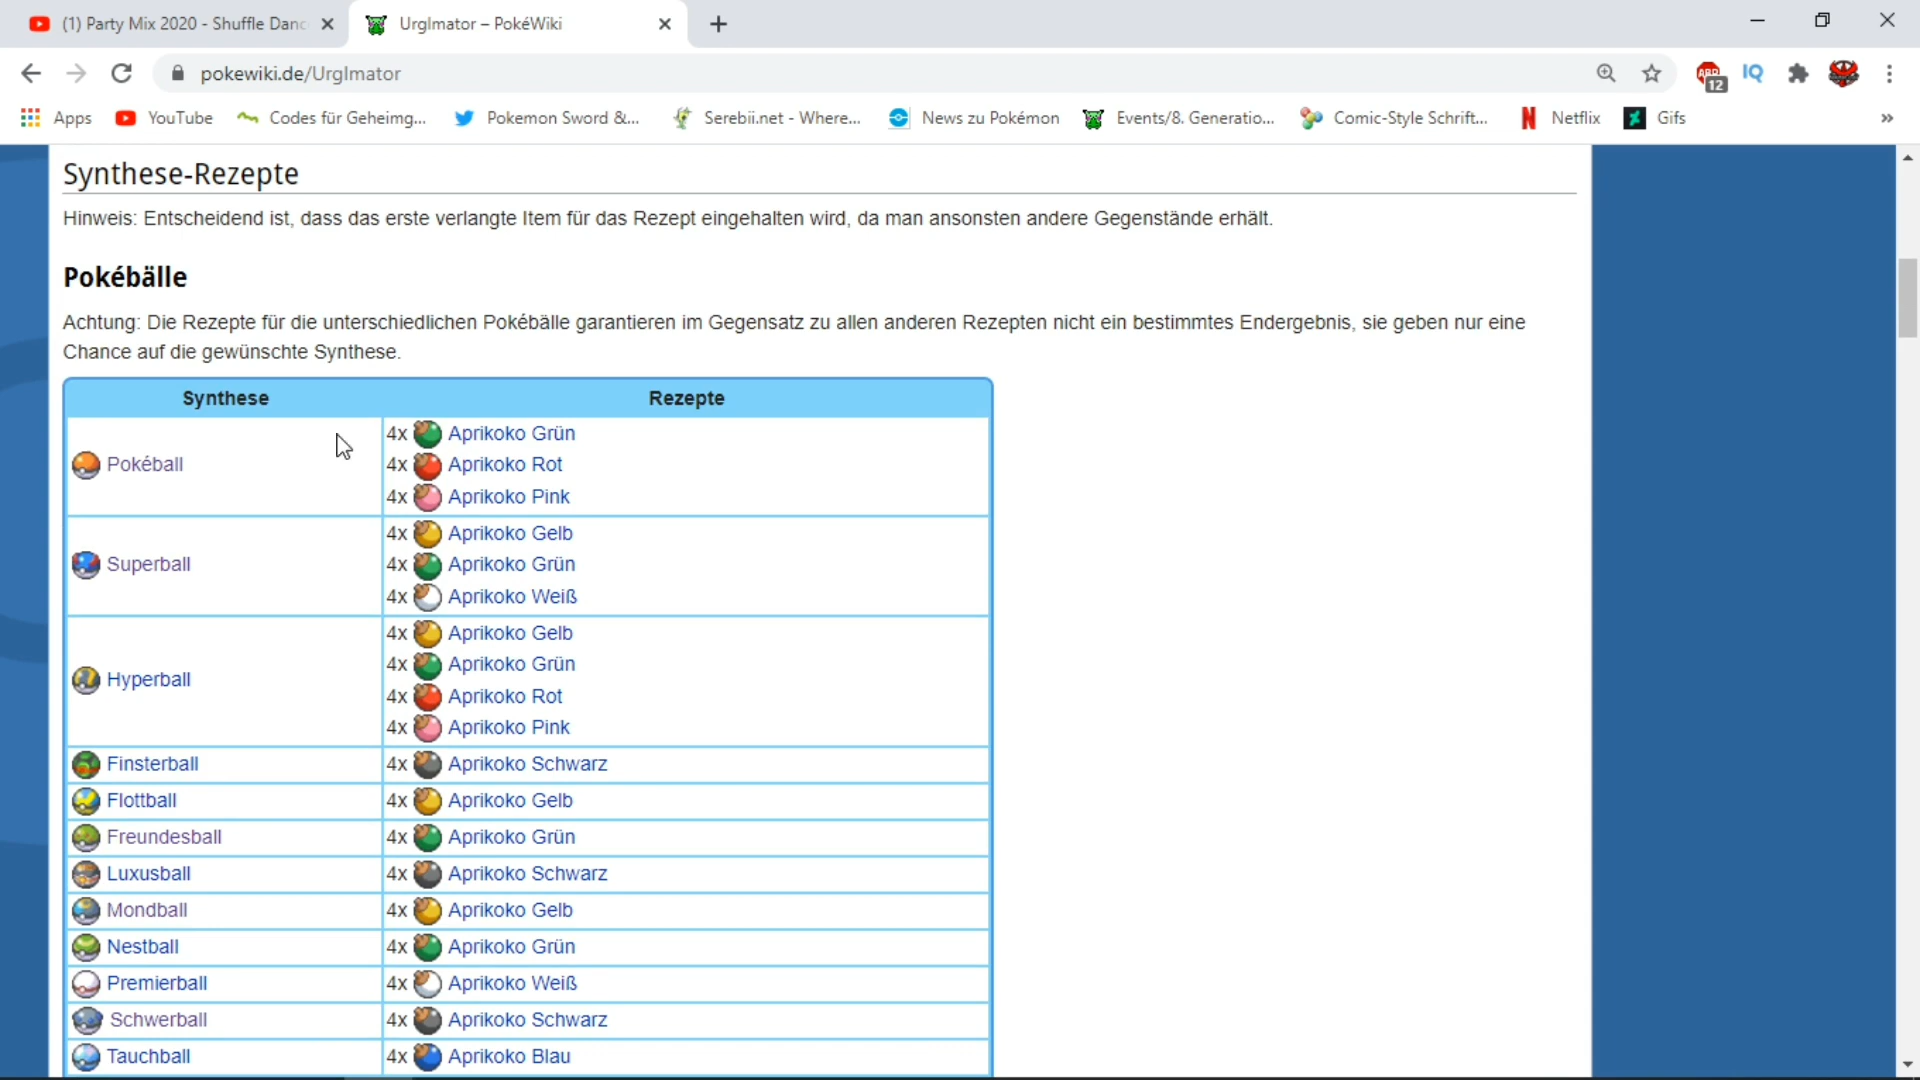 (1) Party Mix 2020 - Shuffle Danc
UrgImator – PokéWiki
pokewiki.de/UrgImator
ABP
12
IQ
Apps
YouTube
Codes für Geheimg...
Pokemon Sword &...
Serebii.net - Where...
News zu Pokémon
Events/8. Generatio...
Comic-Style Schrift...
Netflix
Gifs
»
Synthese-Rezepte
Hinweis: Entscheidend ist, dass das erste verlangte Item für das Rezept eingehalten wird, da man ansonsten andere Gegenstände erhält.
Pokébälle
Achtung: Die Rezepte für die unterschiedlichen Pokébälle garantieren im Gegensatz zu allen anderen Rezepten nicht ein bestimmtes Endergebnis, sie geben nur eine
Chance auf die gewünschte Synthese.
Synthese Rezepte
Pokéball
4x Aprikoko Grün
4x Aprikoko Rot
4x Aprikoko Pink
Superball
4x Aprikoko Gelb
4x Aprikoko Grün
4x Aprikoko Weiß
Hyperball
4x Aprikoko Gelb
4x Aprikoko Grün
4x Aprikoko Rot
4x Aprikoko Pink
Finsterball 4x Aprikoko Schwarz
Flottball 4x Aprikoko Gelb
Freundesball 4x Aprikoko Grün
Luxusball 4x Aprikoko Schwarz
Mondball 4x Aprikoko Gelb
Nestball 4x Aprikoko Grün
Premierball 4x Aprikoko Weiß
Schwerball 4x Aprikoko Schwarz
Tauchball 4x Aprikoko Blau